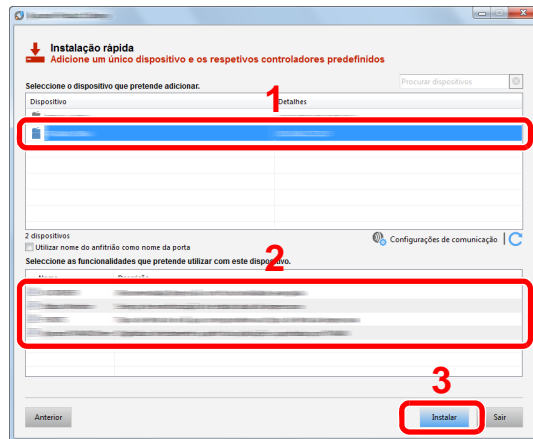 Instalação rápida
Adicione um único dispositivo e os respetivos controladores predefinidos
Procurar dispositivos
Seleccione o dispositivo que pretende adicionar.
1
Dispositivo Detalhes
2 dispositivos
Utilizar nome do anfitrião como nome da porta
Configurações de comunicação
Seleccione as funcionalidades que pretende utilizar com este dispositivo.
2
3
Anterior Instalar Sair